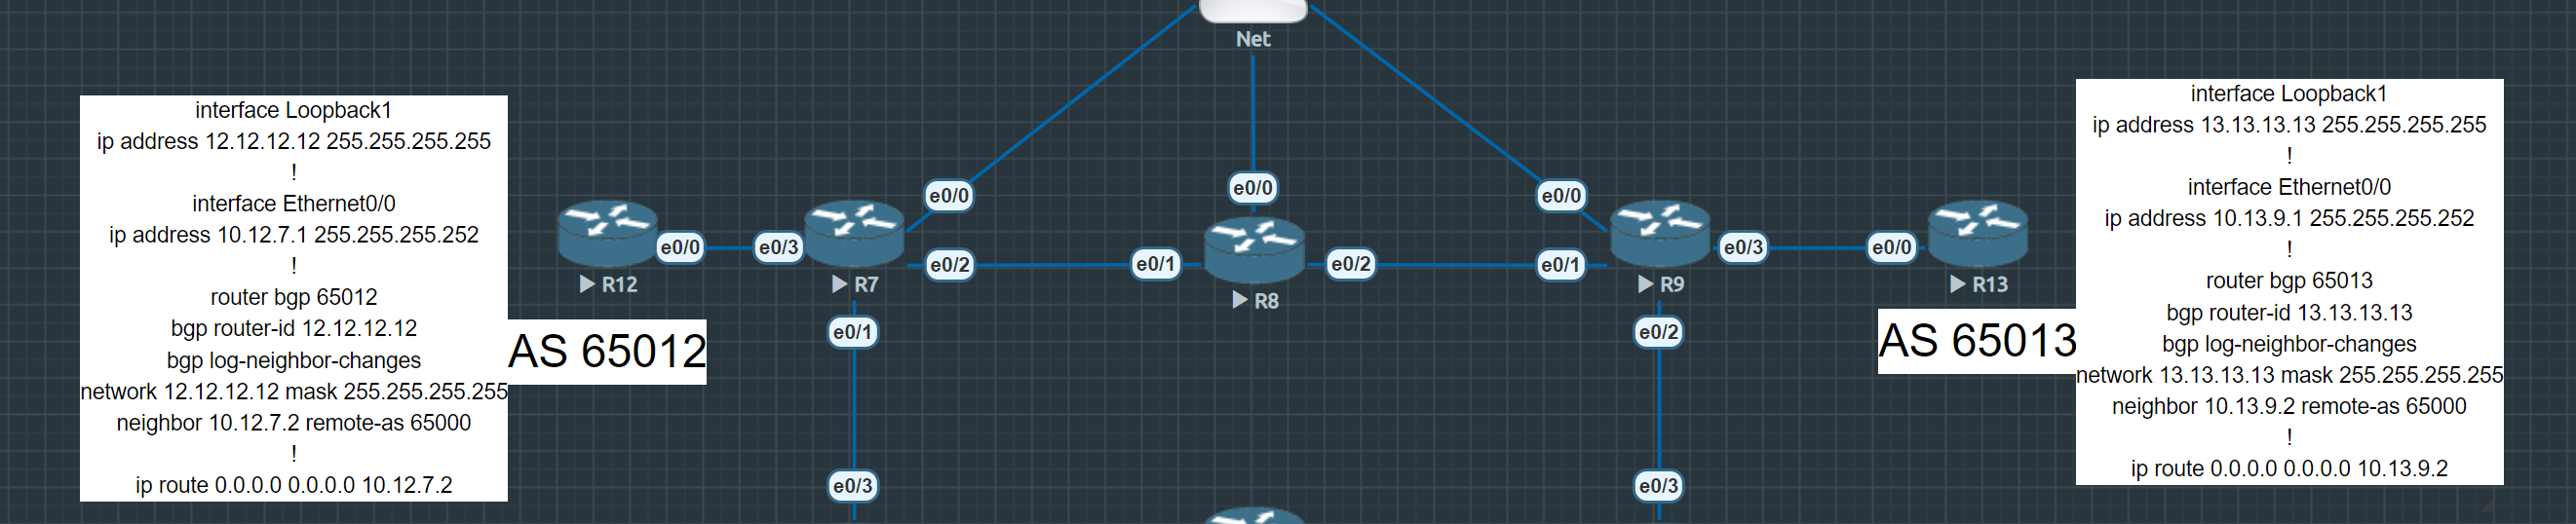 Net
interface Loopback1
ip address 12.12.12.12 255.255.255.255
!
interface Ethernet0/0
ip address 10.12.7.1 255.255.255.252
!
router bgp 65012
bgp router-id 12.12.12.12
bgp log-neighbor-changes
network 12.12.12.12 mask 255.255.255.255
neighbor 10.12.7.2 remote-as 65000
!
ip route 0.0.0.0 0.0.0.0 10.12.7.2
AS 65012
e0/0
e0/3
e0/0
e0/2
e0/1
e0/3
R12
R7
e0/0
e0/1
e0/2
R8
e0/0
e0/1
e0/3
e0/2
e0/3
R9
e0/0
R13
AS 65013
interface Loopback1
ip address 13.13.13.13 255.255.255.255
!
interface Ethernet0/0
ip address 10.13.9.1 255.255.255.252
!
router bgp 65013
bgp router-id 13.13.13.13
bgp log-neighbor-changes
network 13.13.13.13 mask 255.255.255.255
neighbor 10.13.9.2 remote-as 65000
!
ip route 0.0.0.0 0.0.0.0 10.13.9.2